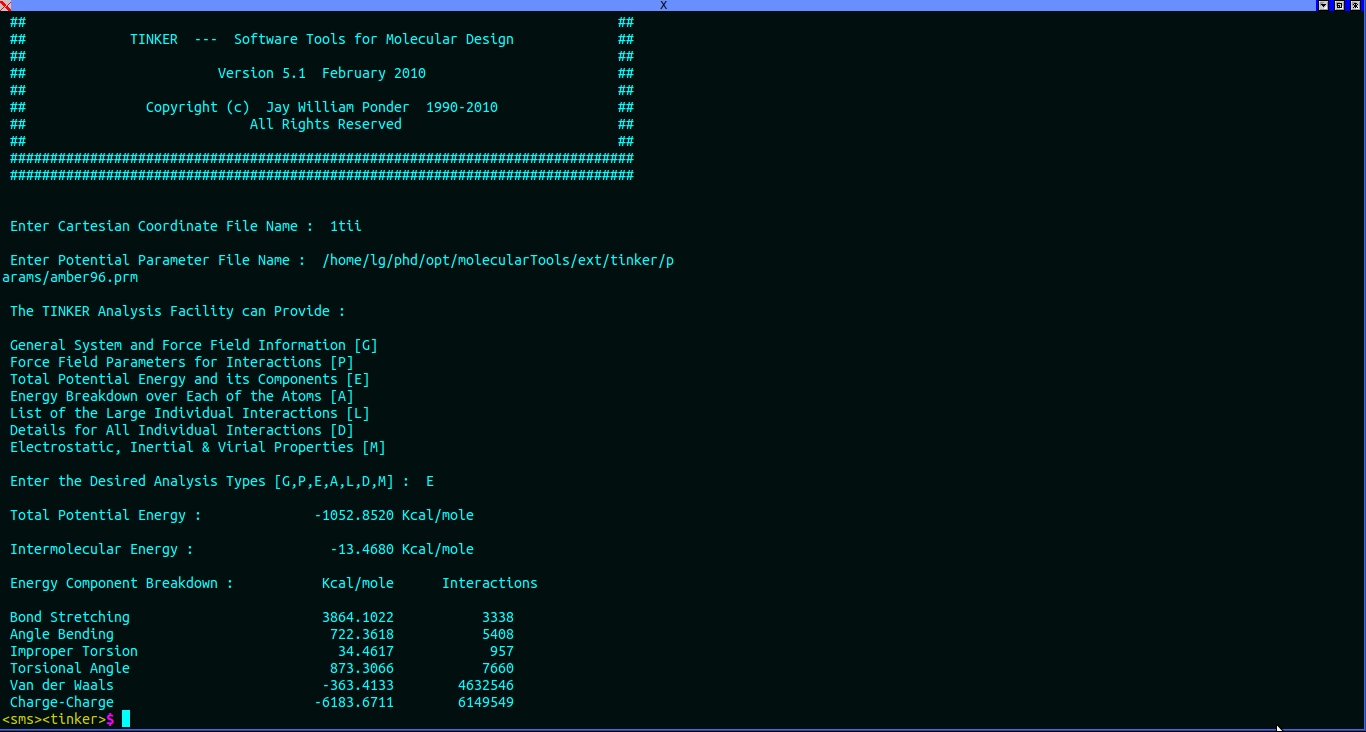 X
## ##
## TINKER --- Software Tools for Molecular Design ##
## ##
## Version 5.1 February 2010 ##
## ##
## Copyright (c) Jay William Ponder 1990-2010 ##
## All Rights Reserved ##
## ##
##############################################################################
##############################################################################
Enter Cartesian Coordinate File Name : 1tii
Enter Potential Parameter File Name : /home/lg/phd/opt/molecularTools/ext/tinker/p
arams/amber96.prm
The TINKER Analysis Facility can Provide :
General System and Force Field Information [G]
Force Field Parameters for Interactions [P]
Total Potential Energy and its Components [E]
Energy Breakdown over Each of the Atoms [A]
List of the Large Individual Interactions [L]
Details for All Individual Interactions [D]
Electrostatic, Inertial & Virial Properties [M]
Enter the Desired Analysis Types [G,P,E,A,L,D,M] : E
Total Potential Energy : -1052.8520 Kcal/mole
Intermolecular Energy : -13.4680 Kcal/mole
Energy Component Breakdown : Kcal/mole Interactions
Bond Stretching 3864.1022 3338
Angle Bending 722.3618 5408
Improper Torsion 34.4617 957
Torsional Angle 873.3066 7660
Van der Waals -363.4133 4632546
Charge-Charge -6183.6711 6149549
<sms><tinker>$